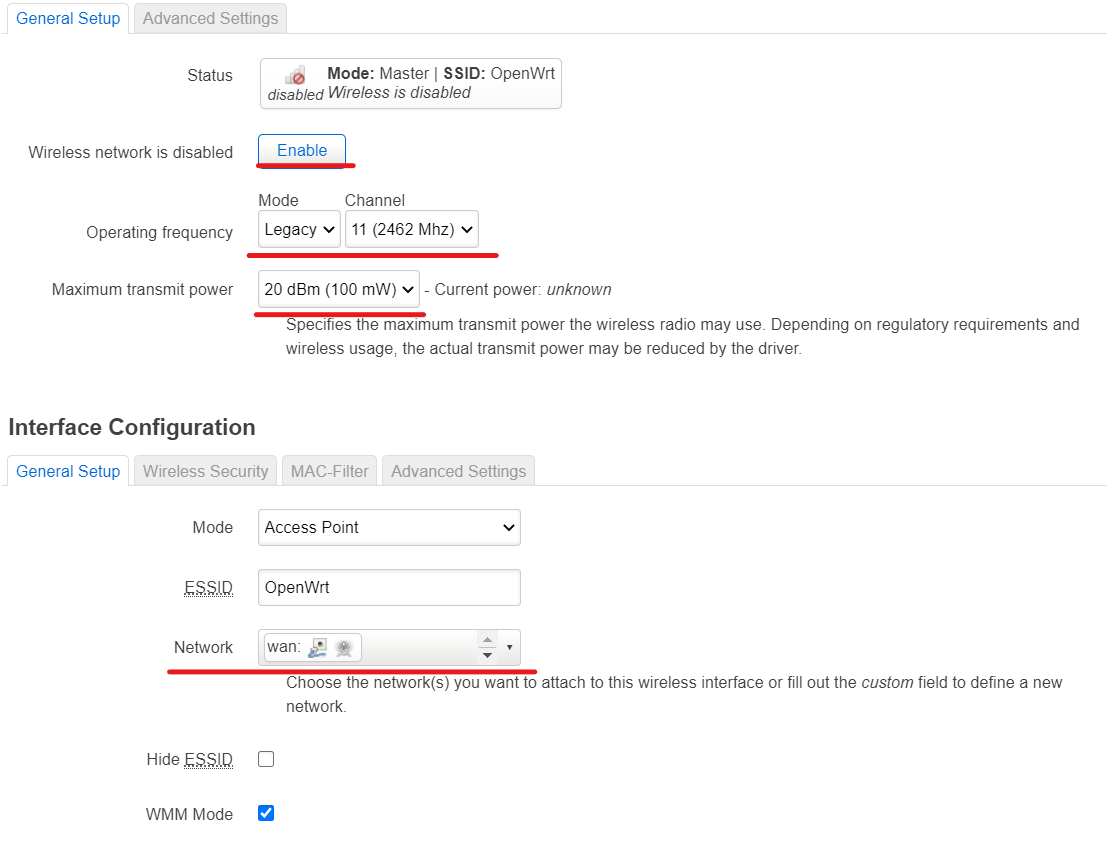 General Setup Advanced Settings
Status
Mode: Master | SSID: OpenWrt
disabled Wireless is disabled
Wireless network is disabled Enable
Mode Channel
Operating frequency Legacy 11 (2462 Mhz)
Maximum transmit power 20 dBm (100 mW) - Current power: unknown
Specifies the maximum transmit power the wireless radio may use. Depending on regulatory requirements and
wireless usage, the actual transmit power may be reduced by the driver.
Interface Configuration
General Setup Wireless Security MAC-Filter Advanced Settings
Mode Access Point
ESSID OpenWrt
Network wan:
Choose the network(s) you want to attach to this wireless interface or fill out the custom field to define a new
network.
Hide ESSID
WMM Mode